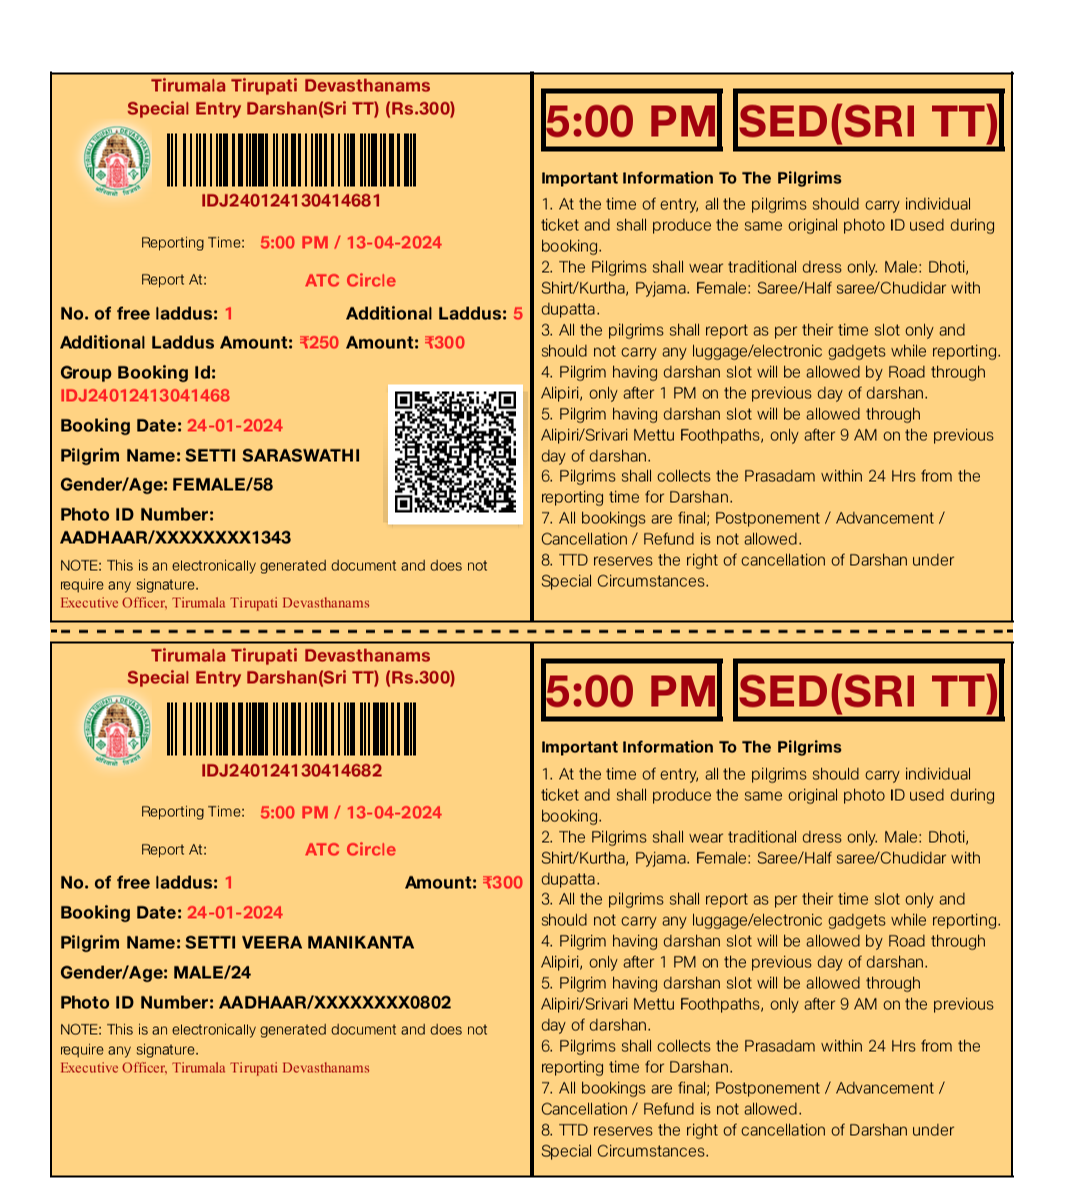 Tirumala Tirupati Devasthanams
Special Entry Darshan(Sri TT) (Rs.300)
IDJ240124130414681
Reporting Time: 5:00 PM / 13-04-2024
Report At: ATC Circle
No. of free laddus: 1 Additional Laddus: 5
Additional Laddus Amount: ₹250 Amount: ₹300
Group Booking Id:
IDJ24012413041468
Booking Date: 24-01-2024
Pilgrim Name: SETTI SARASWATHI
Gender/Age: FEMALE/58
Photo ID Number:
AADHAAR/XXXXXXXX1343
NOTE: This is an electronically generated document and does not
require any signature.
Executive Officer, Tirumala Tirupati Devasthanams
5:00 PM SED(SRI TT)
Important Information To The Pilgrims
1. At the time of entry, all the pilgrims should carry individual
ticket and shall produce the same original photo ID used during
booking.
2. The Pilgrims shall wear traditional dress only. Male: Dhoti,
Shirt/Kurtha, Pyjama. Female: Saree/Half saree/Chudidar with
dupatta.
3. All the pilgrims shall report as per their time slot only and
should not carry any luggage/electronic gadgets while reporting.
4. Pilgrim having darshan slot will be allowed by Road through
Alipiri, only after 1 PM on the previous day of darshan.
5. Pilgrim having darshan slot will be allowed through
Alipiri/Srivari Mettu Foothpaths, only after 9 AM on the previous
day of darshan.
6. Pilgrims shall collects the Prasadam within 24 Hrs from the
reporting time for Darshan.
7. All bookings are final; Postponement / Advancement /
Cancellation / Refund is not allowed.
8. TTD reserves the right of cancellation of Darshan under
Special Circumstances.
Tirumala Tirupati Devasthanams
Special Entry Darshan(Sri TT) (Rs.300)
IDJ240124130414682
Reporting Time: 5:00 PM / 13-04-2024
Report At: ATC Circle
No. of free laddus: 1 Amount: ₹300
Booking Date: 24-01-2024
Pilgrim Name: SETTI VEERA MANIKANTA
Gender/Age: MALE/24
Photo ID Number: AADHAAR/XXXXXXXX0802
NOTE: This is an electronically generated document and does not
require any signature.
Executive Officer, Tirumala Tirupati Devasthanams
5:00 PM SED(SRI TT)
Important Information To The Pilgrims
1. At the time of entry, all the pilgrims should carry individual
ticket and shall produce the same original photo ID used during
booking.
2. The Pilgrims shall wear traditional dress only. Male: Dhoti,
Shirt/Kurtha, Pyjama. Female: Saree/Half saree/Chudidar with
dupatta.
3. All the pilgrims shall report as per their time slot only and
should not carry any luggage/electronic gadgets while reporting.
4. Pilgrim having darshan slot will be allowed by Road through
Alipiri, only after 1 PM on the previous day of darshan.
5. Pilgrim having darshan slot will be allowed through
Alipiri/Srivari Mettu Foothpaths, only after 9 AM on the previous
day of darshan.
6. Pilgrims shall collects the Prasadam within 24 Hrs from the
reporting time for Darshan.
7. All bookings are final; Postponement / Advancement /
Cancellation / Refund is not allowed.
8. TTD reserves the right of cancellation of Darshan under
Special Circumstances.